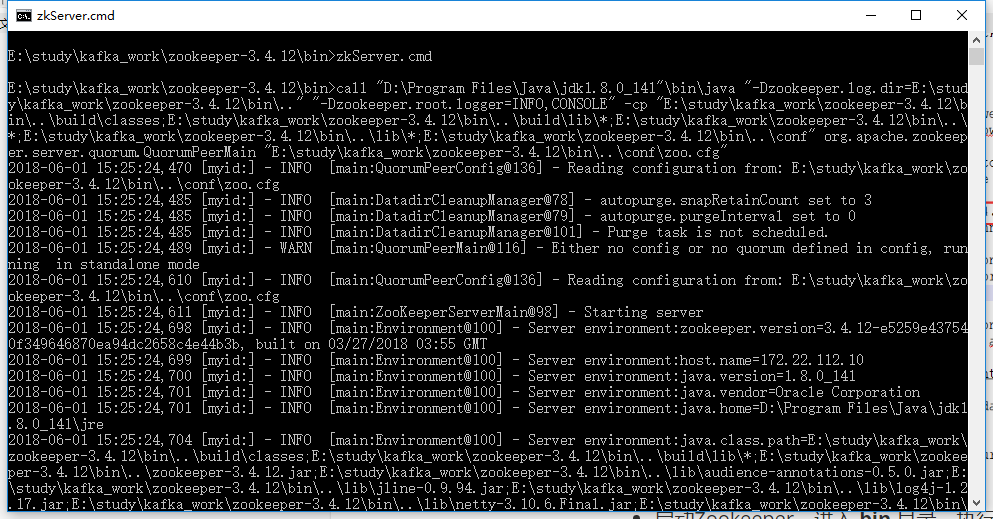 zkServer.cmd
E:\study\kafka_work\zookeeper-3.4.12\bin>zkServer.cmd
E:\study\kafka_work\zookeeper-3.4.12\bin>call "D:\Program Files\Java\jdk1.8.0_141"\bin\java "-Dzookeeper.log.dir=E:\stud
y\kafka_work\zookeeper-3.4.12\bin\.." "-Dzookeeper.root.logger=INFO,CONSOLE" -cp "E:\study\kafka_work\zookeeper-3.4.12\b
in\..\build\classes;E:\study\kafka_work\zookeeper-3.4.12\bin\..\build\lib\*;E:\study\kafka_work\zookeeper-3.4.12\bin\..\
*;E:\study\kafka_work\zookeeper-3.4.12\bin\..\lib\*;E:\study\kafka_work\zookeeper-3.4.12\bin\..\conf" org.apache.zookeep
er.server.quorum.QuorumPeerMain "E:\study\kafka_work\zookeeper-3.4.12\bin\..\conf\zoo.cfg"
2018-06-01 15:25:24,470 [myid:] - INFO  [main:QuorumPeerConfig@136] - Reading configuration from: E:\study\kafka_work\zo
okeeper-3.4.12\bin\..\conf\zoo.cfg
2018-06-01 15:25:24,485 [myid:] - INFO  [main:DatadirCleanupManager@78] - autopurge.snapRetainCount set to 3
2018-06-01 15:25:24,485 [myid:] - INFO  [main:DatadirCleanupManager@79] - autopurge.purgeInterval set to 0
2018-06-01 15:25:24,485 [myid:] - INFO  [main:DatadirCleanupManager@101] - Purge task is not scheduled.
2018-06-01 15:25:24,489 [myid:] - WARN  [main:QuorumPeerMain@116] - Either no config or no quorum defined in config, run
ning  in standalone mode
2018-06-01 15:25:24,610 [myid:] - INFO  [main:QuorumPeerConfig@136] - Reading configuration from: E:\study\kafka_work\zo
okeeper-3.4.12\bin\..\conf\zoo.cfg
2018-06-01 15:25:24,611 [myid:] - INFO  [main:ZooKeeperServerMain@98] - Starting server
2018-06-01 15:25:24,698 [myid:] - INFO  [main:Environment@100] - Server environment:zookeeper.version=3.4.12-e5259e43754
0f349646870ea94dc2658c4e44b3b, built on 03/27/2018 03:55 GMT
2018-06-01 15:25:24,699 [myid:] - INFO  [main:Environment@100] - Server environment:host.name=172.22.112.10
2018-06-01 15:25:24,700 [myid:] - INFO  [main:Environment@100] - Server environment:java.version=1.8.0_141
2018-06-01 15:25:24,701 [myid:] - INFO  [main:Environment@100] - Server environment:java.vendor=Oracle Corporation
2018-06-01 15:25:24,701 [myid:] - INFO  [main:Environment@100] - Server environment:java.home=D:\Program Files\Java\jdk1
.8.0_141\jre
2018-06-01 15:25:24,704 [myid:] - INFO  [main:Environment@100] - Server environment:java.class.path=E:\study\kafka_work\
zookeeper-3.4.12\bin\..\build\classes;E:\study\kafka_work\zookeeper-3.4.12\bin\..\build\lib\*;E:\study\kafka_work\zookee
per-3.4.12\bin\..\zookeeper-3.4.12.jar;E:\study\kafka_work\zookeeper-3.4.12\bin\..\lib\audience-annotations-0.5.0.jar;E:
\study\kafka_work\zookeeper-3.4.12\bin\..\lib\jline-0.9.94.jar;E:\study\kafka_work\zookeeper-3.4.12\bin\..\lib\log4j-1.2
.17.jar;E:\study\kafka_work\zookeeper-3.4.12\bin\..\lib\netty-3.10.6.Final.jar;E:\study\kafka_work\zookeeper-3.4.12\bin\